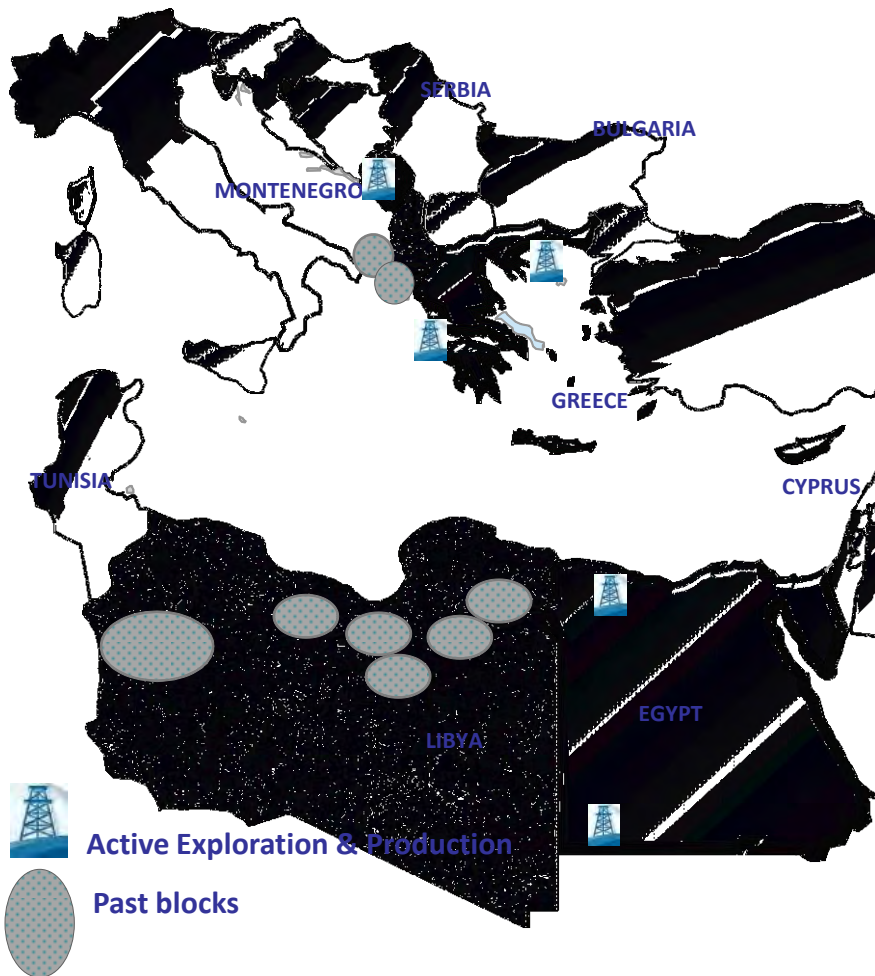 SERBIA
BULGARIA
MONTENEGRO
GREECE
TUNISIA
CYPRUS
EGYPT
LIBYA
Active Exploration & Production
Past blocks